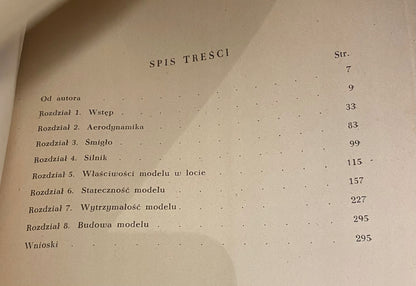 SPIS TREŚCI
Str.
Od autora 7
Rozdział 1. Wstęp 9
Rozdział 2. Aerodynamika 33
Rozdział 3. Śmigło 83
Rozdział 4. Silnik 99
Rozdział 5. Właściwości modelu w locie 115
Rozdział 6. Stateczność modelu 157
Rozdział 7. Wytrzymałość modelu 227
Rozdział 8. Budowa modelu 295
Wnioski 295